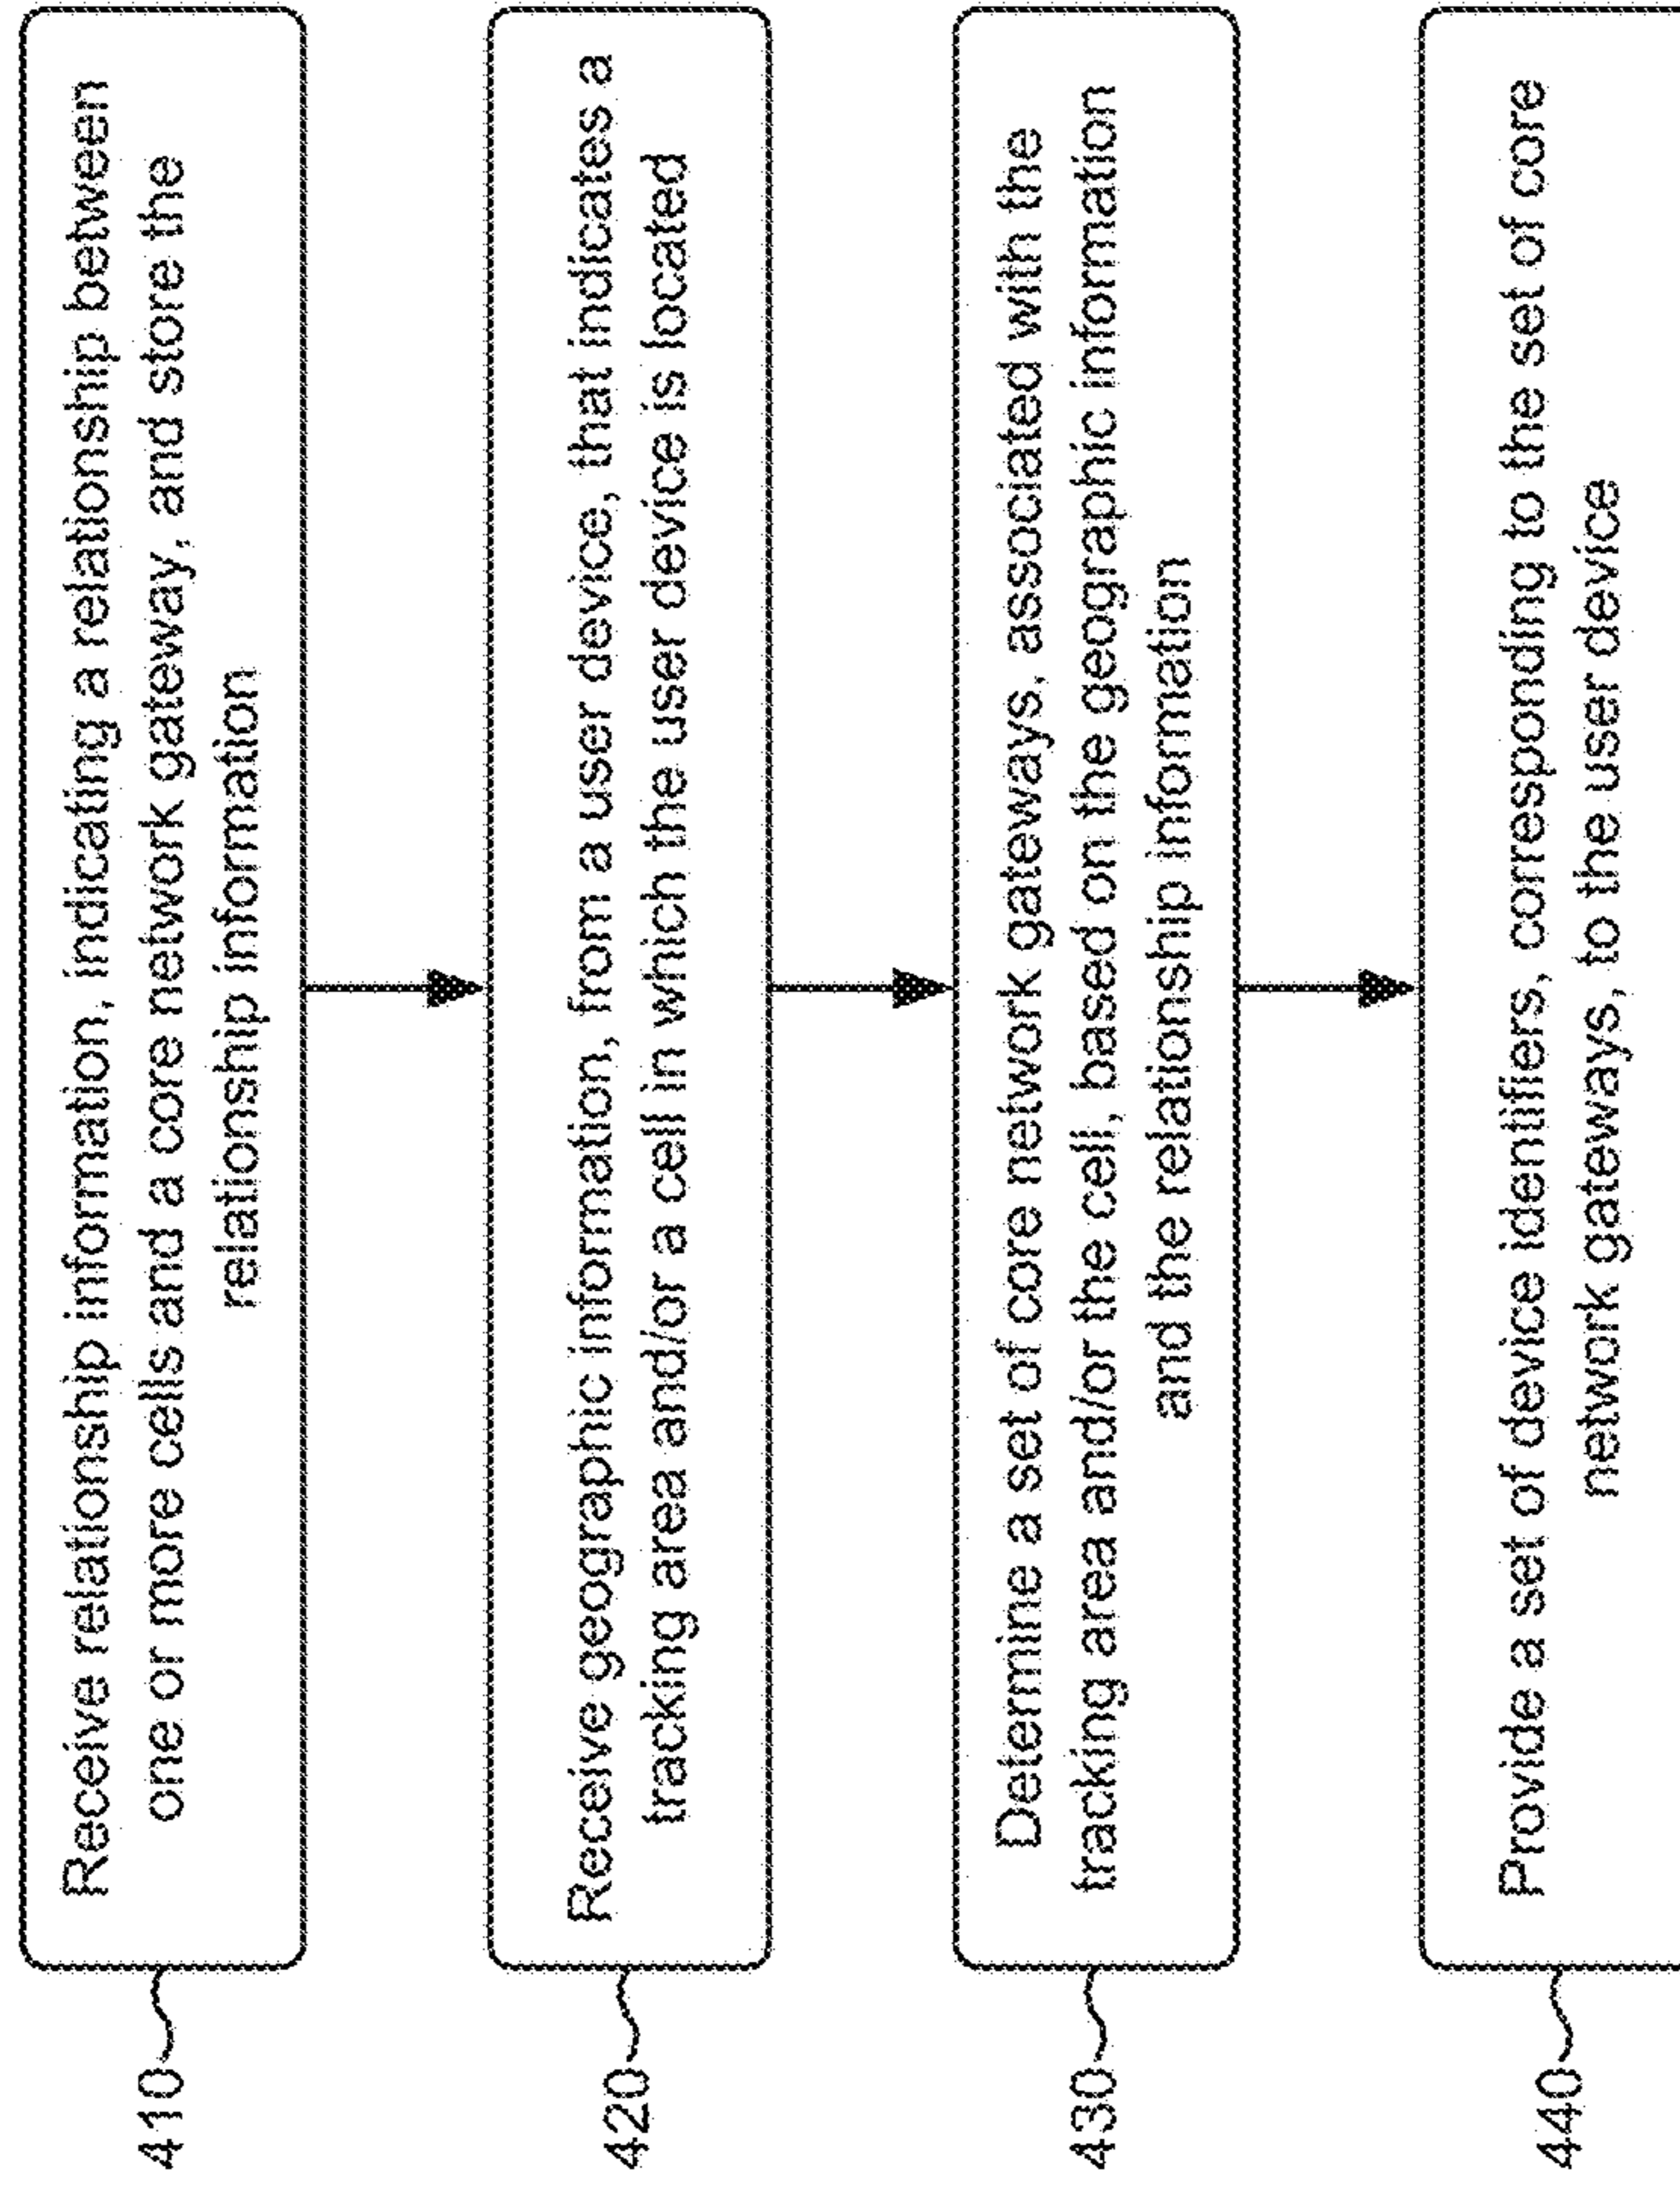 410
Receive relationship information, indicating a relationship between
one or more cells and a core network gateway, and store the
relationship information
420
Receive geographic information, from a user device, that indicates a
tracking area and/or a cell in which the user device is located
430
Determine a set of core network gateways, associated with the
tracking area and/or the cell, based on the geographic information
and the relationship information
440
Provide a set of device identifiers, corresponding to the set of core
network gateways, to the user device